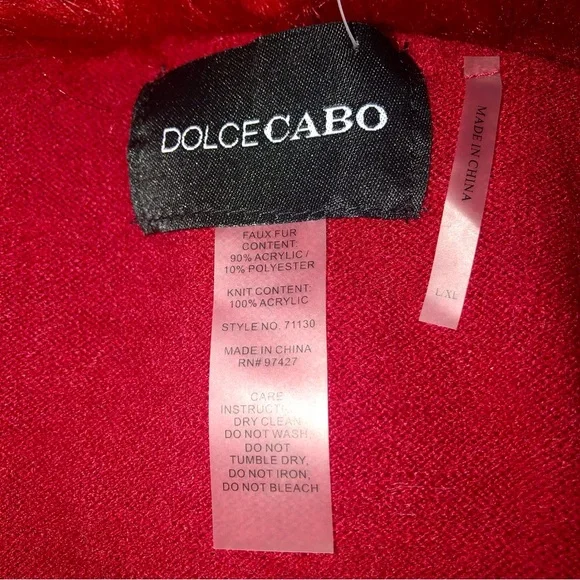 DOLCECABO
FAUX FUR
CONTENT:
90% ACRYLIC /
10% POLYESTER
KNIT CONTENT:
100% ACRYLIC
STYLE NO. 71130
MADE IN CHINA
RN# 97427
CARE
DRY CLEAN,
DO NOT WASH,
DO NOT
TUMBLE DRY,
DO NOT IRON,
DO NOT BLEACH
MADE IN CHINA
L/XL